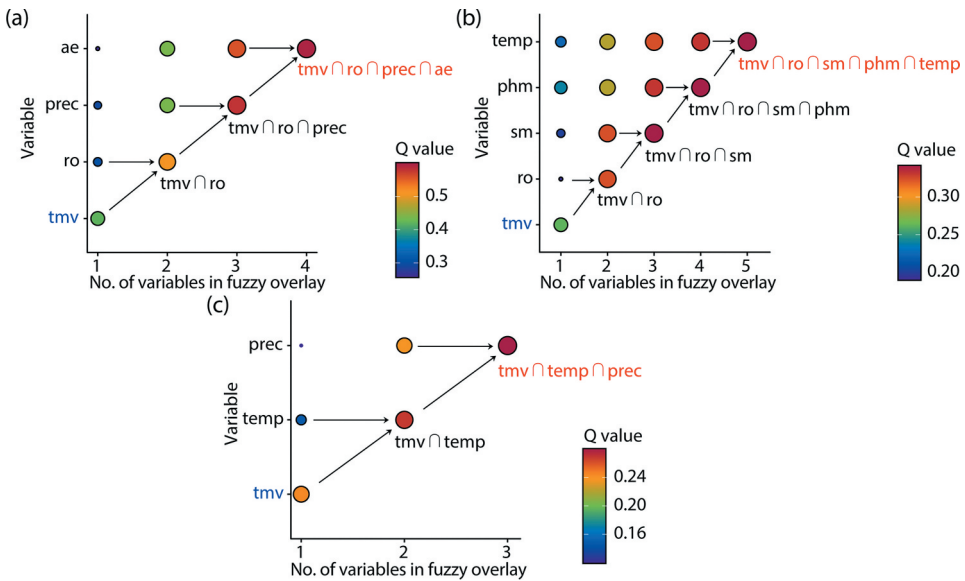 (a)
Variable
ae
prec
ro
tmv
tmv∩ro∩prec∩ae
tmv∩ro∩prec
tmv∩ro
Q value
0.5
0.4
0.3
1 2 3 4
No. of variables in fuzzy overlay
(b)
Variable
temp
phm
sm
ro
tmv
tmv∩ro∩sm∩phm∩temp
tmv∩ro∩sm∩phm
tmv∩ro∩sm
tmv∩ro
Q value
0.30
0.25
0.20
1 2 3 4 5
No. of variables in fuzzy overlay
(c)
Variable
prec
temp
tmv
tmv∩temp∩prec
tmv∩temp
Q value
0.24
0.20
0.16
1 2 3
No. of variables in fuzzy overlay